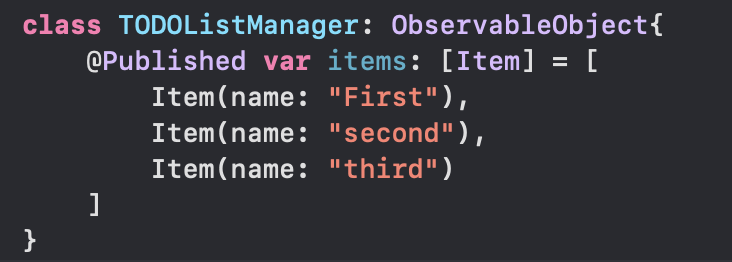 class TODOListManager: ObservableObject{
    @Published var items: [Item] = [
        Item(name: "First"),
        Item(name: "second"),
        Item(name: "third")
    ]
}